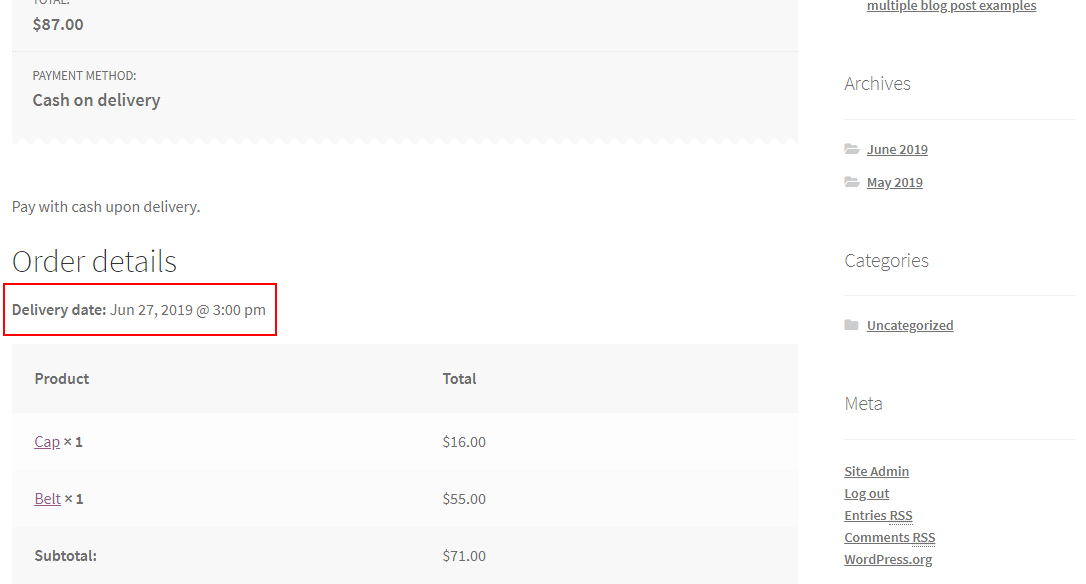 TOTAL:
$87.00
PAYMENT METHOD:
Cash on delivery
Pay with cash upon delivery.
Order details
Delivery date: Jun 27, 2019 @ 3:00 pm
Product Total
Cap × 1 $16.00
Belt × 1 $55.00
Subtotal: $71.00
multiple blog post examples
Archives
June 2019
May 2019
Categories
Uncategorized
Meta
Site Admin
Log out
Entries RSS
Comments RSS
WordPress.org